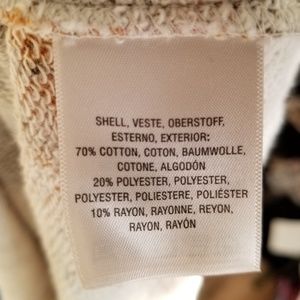 SHELL, VESTE, OBERSTOFF,
ESTERNO, EXTERIOR:
70% COTTON, COTON, BAUMWOLLE,
COTONE, ALGODÓN
20% POLYESTER, POLYESTER,
POLYESTER, POLIESTERE, POLIÉSTER
10% RAYON, RAYONNE, REYON,
RAYON, RAYÓN